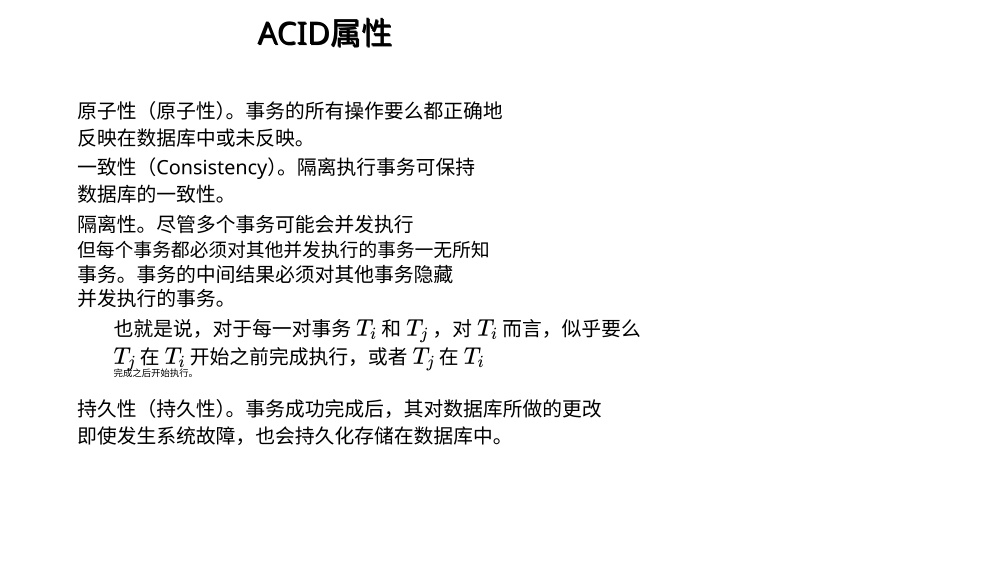 ACID属性
原子性（原子性）。事务的所有操作要么都正确地
反映在数据库中或未反映。
一致性（Consistency）。隔离执行事务可保持
数据库的一致性。
隔离性。尽管多个事务可能会并发执行
但每个事务都必须对其他并发执行的事务一无所知
事务。事务的中间结果必须对其他事务隐藏
并发执行的事务。
也就是说，对于每一对事务 $T_i$ 和 $T_j$ ，对 $T_i$ 而言，似乎要么
$T_j$ 在 $T_i$ 开始之前完成执行，或者 $T_j$ 在 $T_i$
完成之后开始执行。
持久性（持久性）。事务成功完成后，其对数据库所做的更改
即使发生系统故障，也会持久化存储在数据库中。